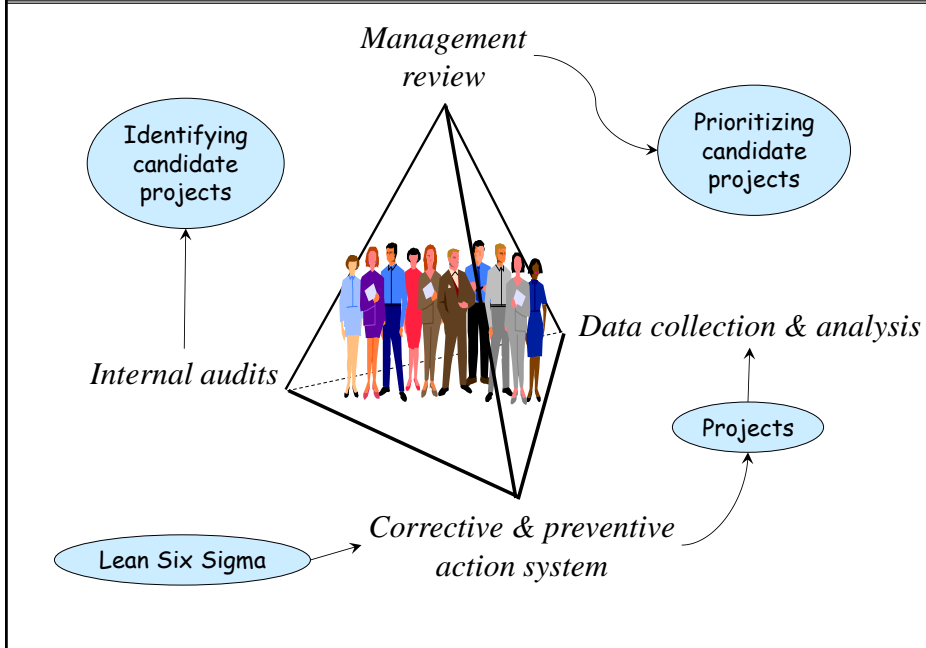 Management
review
Identifying
candidate
projects
Prioritizing
candidate
projects
Data collection & analysis
Internal audits
Projects
Corrective & preventive
action system
Lean Six Sigma